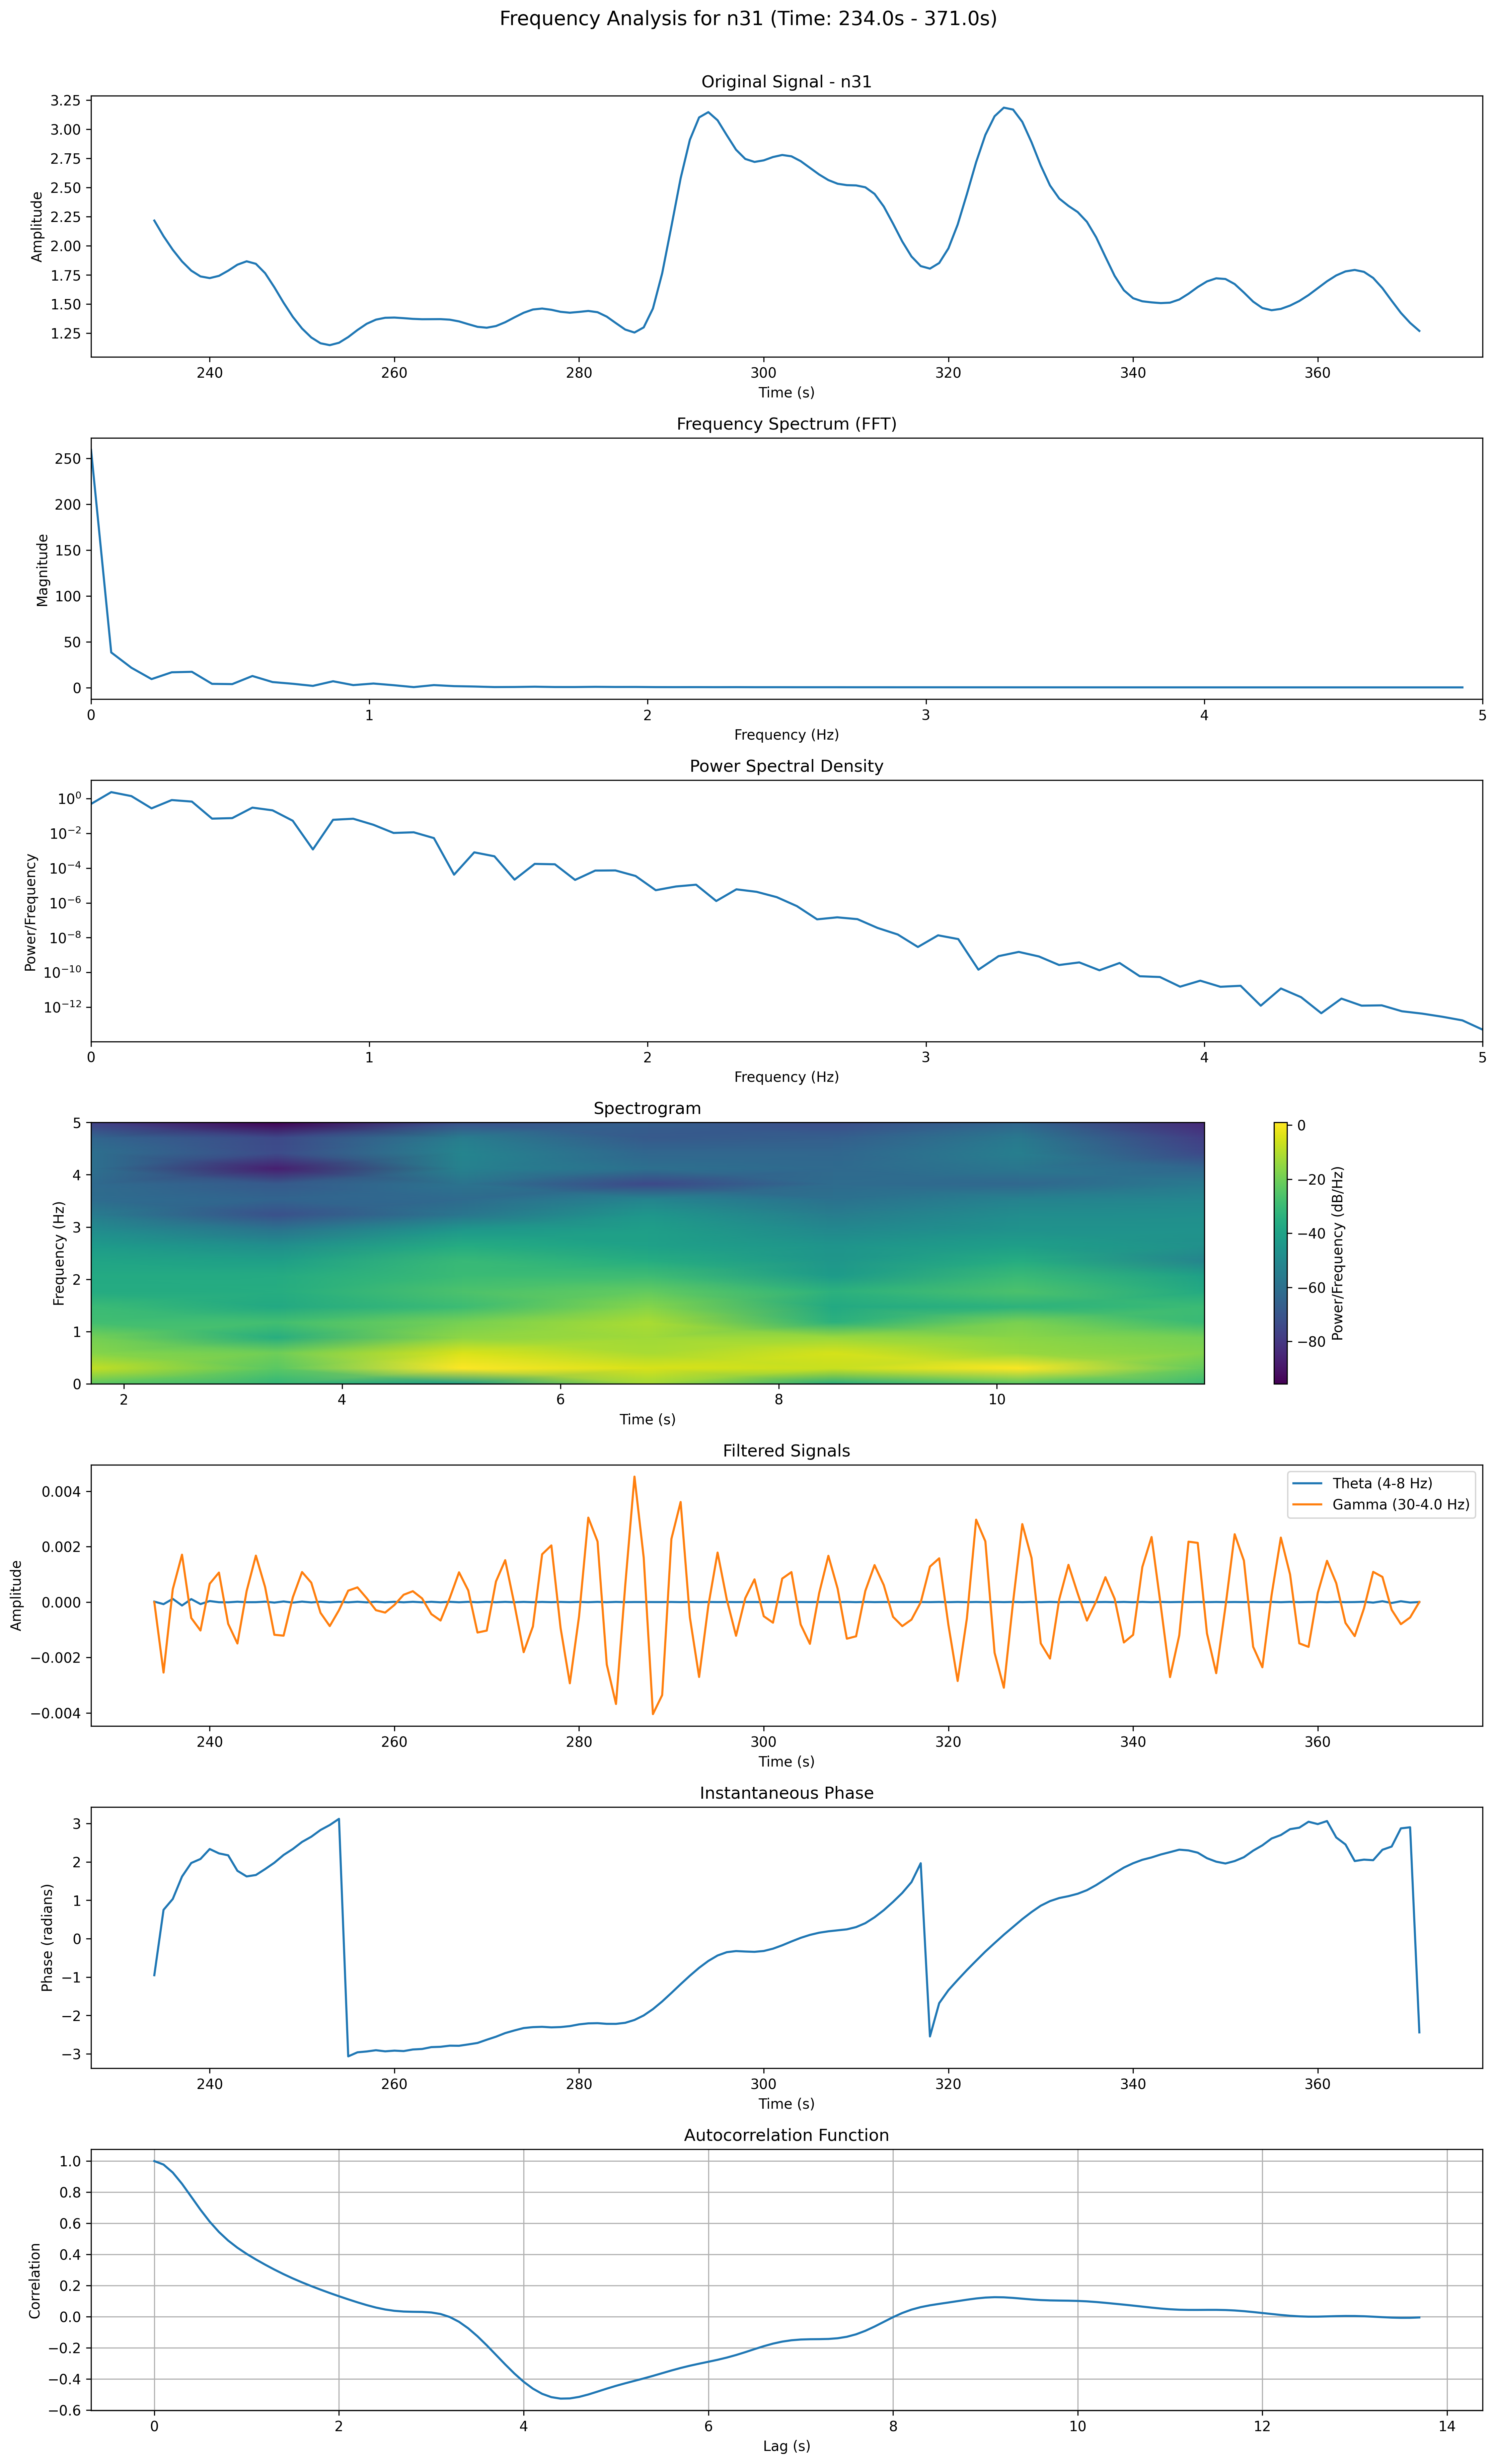 Frequency Analysis for n31 (Time: 234.0s - 371.0s)
Original Signal - n31
Amplitude
3.25
3.00
2.75
2.50
2.25
2.00
1.75
1.50
1.25
240 260 280 300 320 340 360
Time (s)
Frequency Spectrum (FFT)
Magnitude
250
200
150
100
50
0
0 1 2 3 4 5
Frequency (Hz)
Power Spectral Density
Power/Frequency
10⁰
10⁻²
10⁻⁴
10⁻⁶
10⁻⁸
10⁻¹⁰
10⁻¹²
0 1 2 3 4 5
Frequency (Hz)
Spectrogram
Frequency (Hz)
5
4
3
2
1
0
2 4 6 8 10
Time (s)
0
−20
−40
−60
−80
Power/Frequency (dB/Hz)
Filtered Signals
Amplitude
0.004
0.002
0.000
−0.002
−0.004
Theta (4-8 Hz)
Gamma (30-4.0 Hz)
240 260 280 300 320 340 360
Time (s)
Instantaneous Phase
Phase (radians)
3
2
1
0
−1
−2
−3
240 260 280 300 320 340 360
Time (s)
Autocorrelation Function
Correlation
1.0
0.8
0.6
0.4
0.2
0.0
−0.2
−0.4
−0.6
0 2 4 6 8 10 12 14
Lag (s)